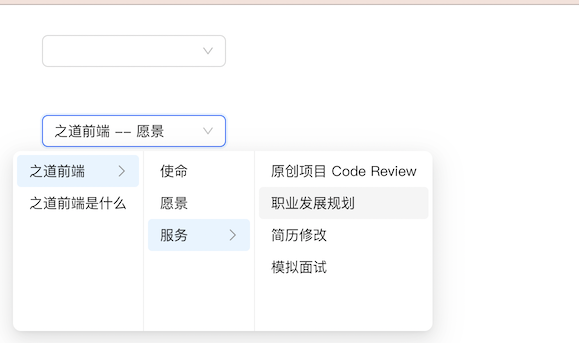 之道前端 -- 愿景
之道前端
之道前端是什么
使命
愿景
服务
原创项目 Code Review
职业发展规划
简历修改
模拟面试